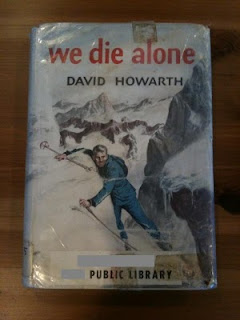 we die alone
DAVID HOWARTH
PUBLIC LIBRARY